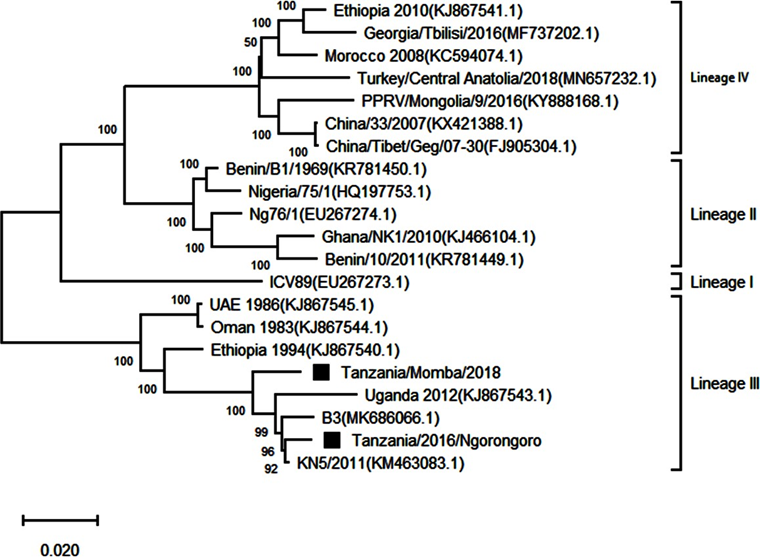 100
Ethiopia 2010(KJ867541.1)
100
Georgia/Tbilisi/2016(MF737202.1)
50
Morocco 2008(KC594074.1)
100
Turkey/Central Anatolia/2018(MN657232.1)
Lineage IV
PPRV/Mongolia/9/2016(KY888168.1)
100
China/33/2007(KX421388.1)
100
100
China/Tibet/Geg/07-30(FJ905304.1)
100
Benin/B1/1969(KR781450.1)
Nigeria/75/1(HQ197753.1)
100
Ng76/1(EU267274.1)
Lineage II
100
Ghana/NK1/2010(KJ466104.1)
100
Benin/10/2011(KR781449.1)
ICV89(EU267273.1)
Lineage I
100
UAE 1986(KJ867545.1)
Oman 1983(KJ867544.1)
100
Ethiopia 1994(KJ867540.1)
100
Tanzania/Momba/2018
Lineage III
100
Uganda 2012(KJ867543.1)
B3(MK686066.1)
99
Tanzania/2016/Ngorongoro
96
KN5/2011(KM463083.1)
92
0.020